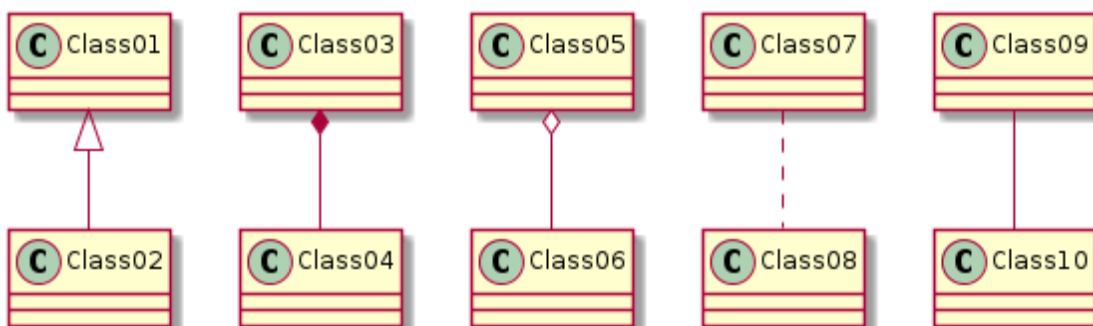 C Class01
C Class03
C Class05
C Class07
C Class09
C Class02
C Class04
C Class06
C Class08
C Class10